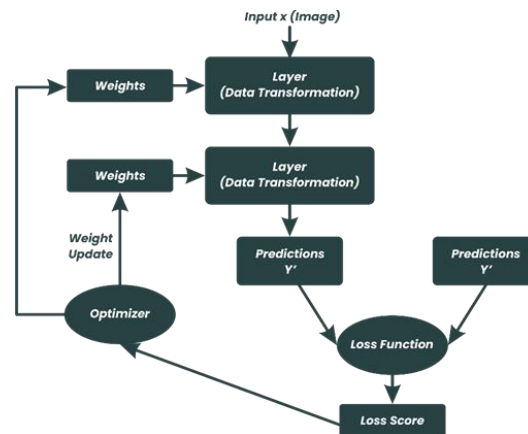 Input x (Image)
Weights
Layer
(Data Transformation)
Weights
Layer
(Data Transformation)
Weight
Update
Predictions
Y'
Predictions
Y'
Optimizer
Loss Function
Loss Score